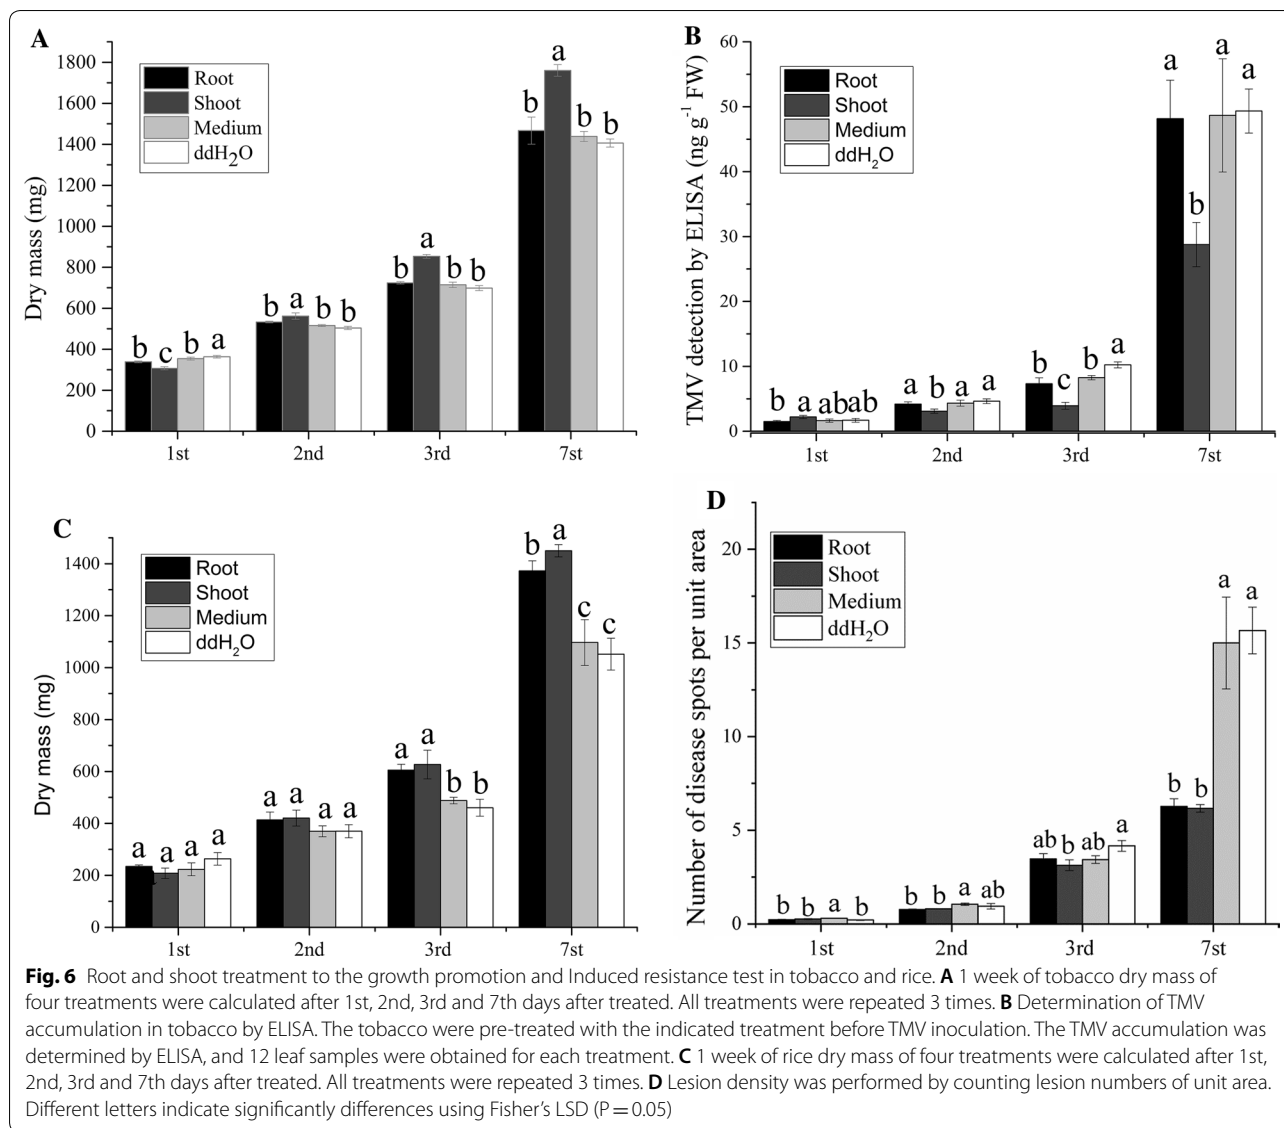 A
Dry mass (mg)
1800
1600
1400
1200
1000
800
600
400
200
0
Root
Shoot
Medium
ddH2O
b c b a
b a b b
b a b b
b a b b
1st 2nd 3rd 7st
B
TMV detection by ELISA (ng g-1 FW)
60
50
40
30
20
10
0
Root
Shoot
Medium
ddH2O
b a ab ab
a b a a
b c b a
a b a a
1st 2nd 3rd 7st
C
Dry mass (mg)
1400
1200
1000
800
600
400
200
0
Root
Shoot
Medium
ddH2O
a a a a
a a a a
a a b b
b a c c
1st 2nd 3rd 7st
D
Number of disease spots per unit area
20
15
10
5
0
Root
Shoot
Medium
ddH2O
b b a b
b b a ab
ab b ab a
b b a a
1st 2nd 3rd 7st
Fig. 6 Root and shoot treatment to the growth promotion and Induced resistance test in tobacco and rice. A 1 week of tobacco dry mass of
four treatments were calculated after 1st, 2nd, 3rd and 7th days after treated. All treatments were repeated 3 times. B Determination of TMV
accumulation in tobacco by ELISA. The tobacco were pre-treated with the indicated treatment before TMV inoculation. The TMV accumulation was
determined by ELISA, and 12 leaf samples were obtained for each treatment. C 1 week of rice dry mass of four treatments were calculated after 1st,
2nd, 3rd and 7th days after treated. All treatments were repeated 3 times. D Lesion density was performed by counting lesion numbers of unit area.
Different letters indicate significantly differences using Fisher's LSD (P = 0.05)